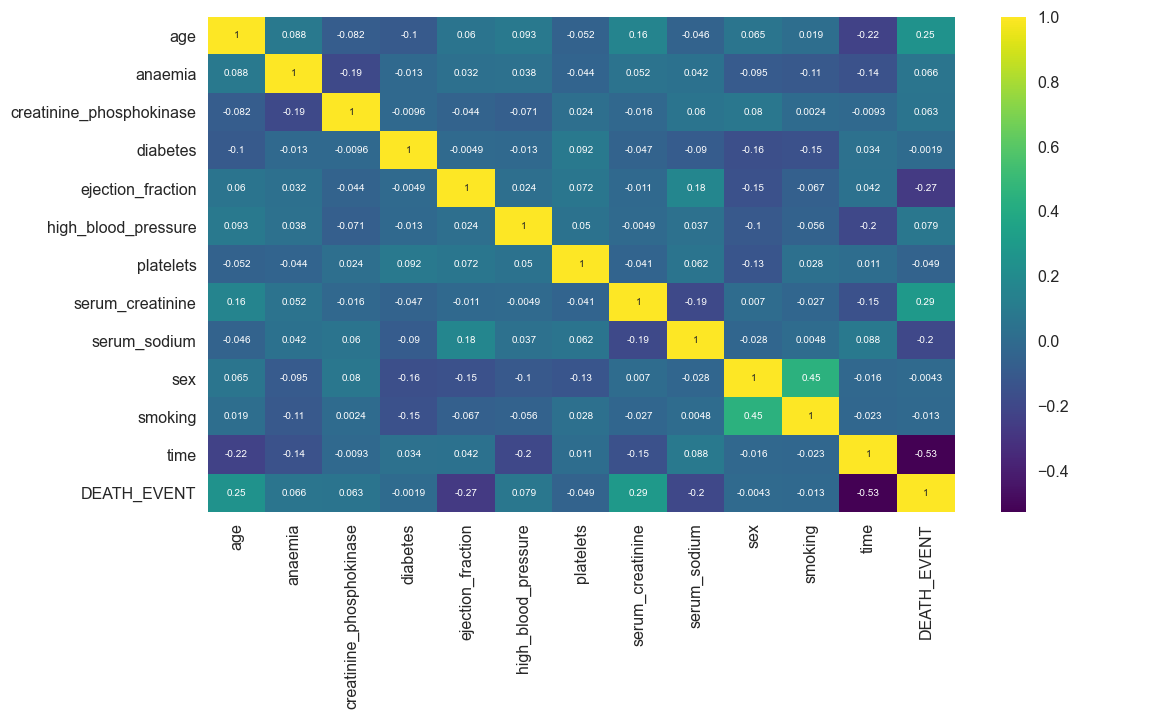 age 1 0.088 -0.082 -0.1 0.06 0.093 -0.052 0.16 -0.046 0.065 0.019 -0.22 0.25
anaemia 0.088 1 -0.19 -0.013 0.032 0.038 -0.044 0.052 0.042 -0.095 -0.11 -0.14 0.066
creatinine_phosphokinase -0.082 -0.19 1 -0.0096 -0.044 -0.071 0.024 -0.016 0.06 0.08 0.0024 -0.0093 0.063
diabetes -0.1 -0.013 -0.0096 1 -0.0049 -0.013 0.092 -0.047 -0.09 -0.16 -0.15 0.034 -0.0019
ejection_fraction 0.06 0.032 -0.044 -0.0049 1 0.024 0.072 -0.011 0.18 -0.15 -0.067 0.042 -0.27
high_blood_pressure 0.093 0.038 -0.071 -0.013 0.024 1 0.05 -0.0049 0.037 -0.1 -0.056 -0.2 0.079
platelets -0.052 -0.044 0.024 0.092 0.072 0.05 1 -0.041 0.062 -0.13 0.028 0.011 -0.049
serum_creatinine 0.16 0.052 -0.016 -0.047 -0.011 -0.0049 -0.041 1 -0.19 0.007 -0.027 -0.15 0.29
serum_sodium -0.046 0.042 0.06 -0.09 0.18 0.037 0.062 -0.19 1 -0.028 0.0048 0.088 -0.2
sex 0.065 -0.095 0.08 -0.16 -0.15 -0.1 -0.13 0.007 -0.028 1 0.45 -0.016 -0.0043
smoking 0.019 -0.11 0.0024 -0.15 -0.067 -0.056 0.028 -0.027 0.0048 0.45 1 -0.023 -0.013
time -0.22 -0.14 -0.0093 0.034 0.042 -0.2 0.011 -0.15 0.088 -0.016 -0.023 1 -0.53
DEATH_EVENT 0.25 0.066 0.063 -0.0019 -0.27 0.079 -0.049 0.29 -0.2 -0.0043 -0.013 -0.53 1
age
anaemia
creatinine_phosphokinase
diabetes
ejection_fraction
high_blood_pressure
platelets
serum_creatinine
serum_sodium
sex
smoking
time
DEATH_EVENT
1.0
0.8
0.6
0.4
0.2
0.0
−0.2
−0.4